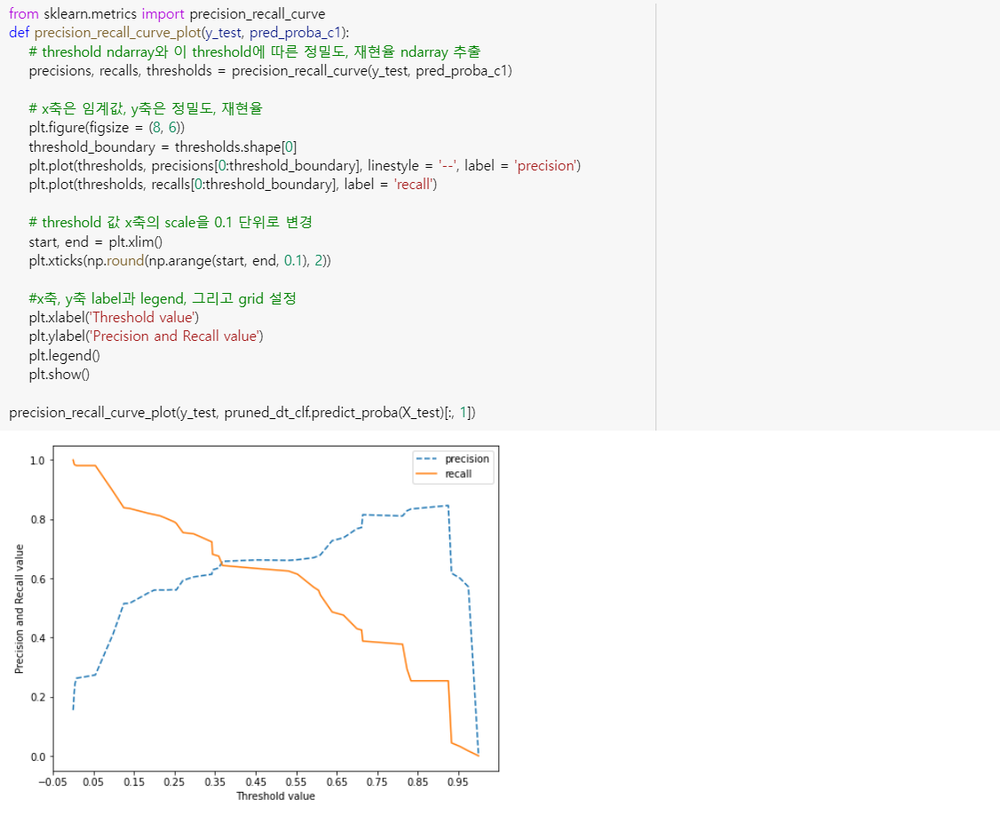 from sklearn.metrics import precision_recall_curve
def precision_recall_curve_plot(y_test, pred_proba_c1):
# threshold ndarray와 이 threshold에 따른 정밀도, 재현율 ndarray 추출
precisions, recalls, thresholds = precision_recall_curve(y_test, pred_proba_c1)
# x축은 임계값, y축은 정밀도, 재현율
plt.figure(figsize = (8, 6))
threshold_boundary = thresholds.shape[0]
plt.plot(thresholds, precisions[0:threshold_boundary], linestyle = '--', label = 'precision')
plt.plot(thresholds, recalls[0:threshold_boundary], label = 'recall')
# threshold 값 x축의 scale을 0.1 단위로 변경
start, end = plt.xlim()
plt.xticks(np.round(np.arange(start, end, 0.1), 2))
#x축, y축 label과 legend, 그리고 grid 설정
plt.xlabel('Threshold value')
plt.ylabel('Precision and Recall value')
plt.legend()
plt.show()
precision_recall_curve_plot(y_test, pruned_dt_clf.predict_proba(X_test)[:, 1])
precision
recall
1.0
0.8
0.6
0.4
0.2
0.0
Precision and Recall value
−0.05 0.05 0.15 0.25 0.35 0.45 0.55 0.65 0.75 0.85 0.95
Threshold value